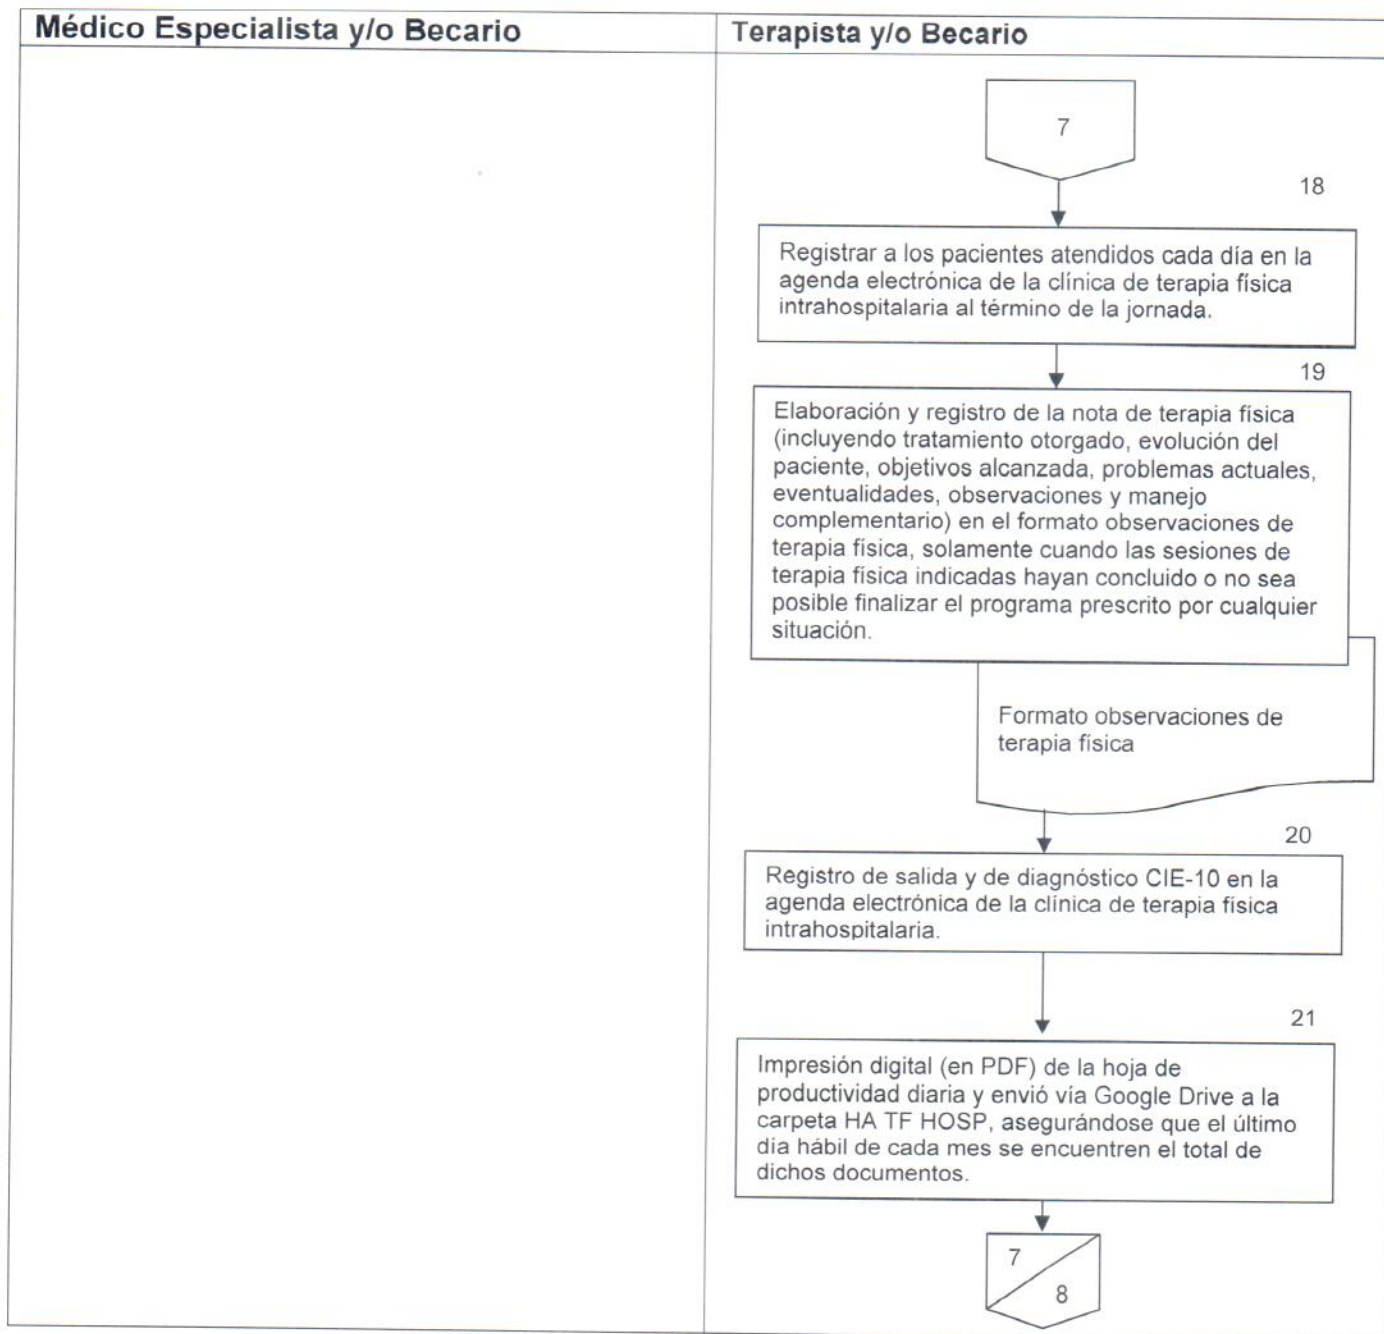 Médico Especialista y/o Becario
Terapista y/o Becario
7
18
Registrar a los pacientes atendidos cada día en la
agenda electrónica de la clínica de terapia física
intrahospitalaria al término de la jornada.
19
Elaboración y registro de la nota de terapia física
(incluyendo tratamiento otorgado, evolución del
paciente, objetivos alcanzada, problemas actuales,
eventualidades, observaciones y manejo
complementario) en el formato observaciones de
terapia física, solamente cuando las sesiones de
terapia física indicadas hayan concluido o no sea
posible finalizar el programa prescrito por cualquier
situación.
Formato observaciones de
terapia física
20
Registro de salida y de diagnóstico CIE-10 en la
agenda electrónica de la clínica de terapia física
intrahospitalaria.
21
Impresión digital (en PDF) de la hoja de
productividad diaria y envió vía Google Drive a la
carpeta HA TF HOSP, asegurándose que el último
día hábil de cada mes se encuentren el total de
dichos documentos.
7
8